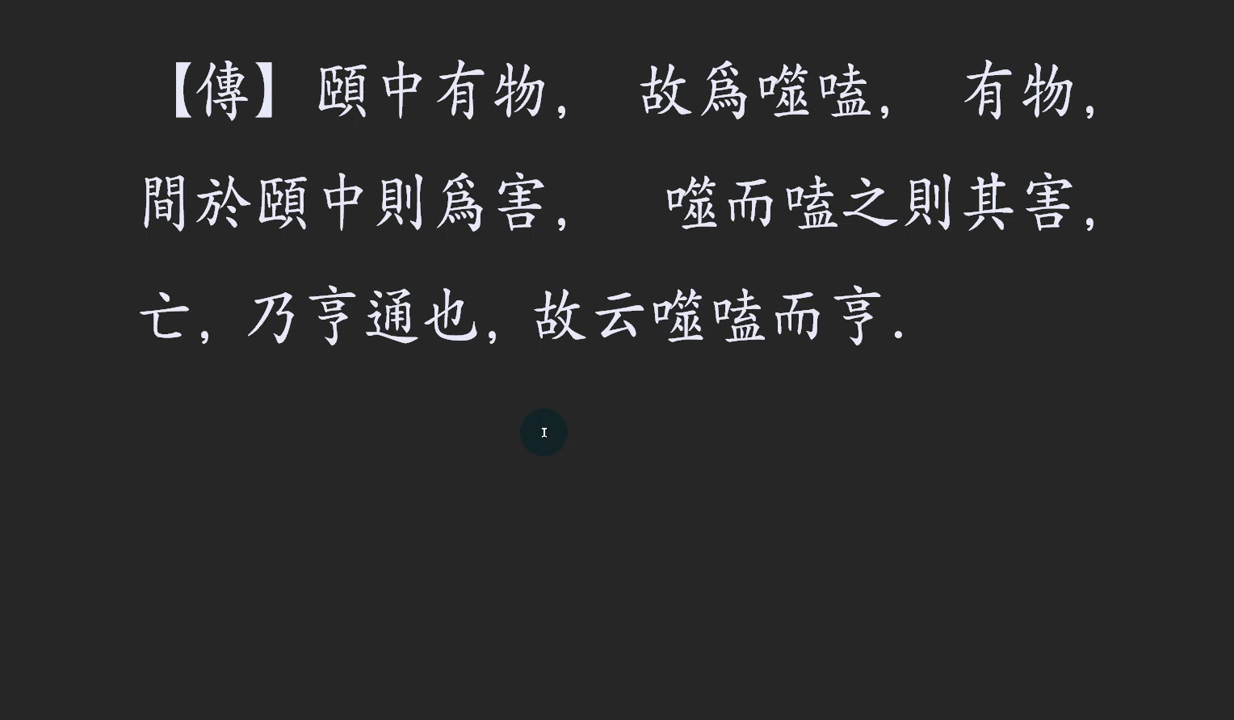 【傳】頤中有物, 故爲噬嗑, 有物,
間於頤中則爲害, 噬而嗑之則其害,
亡, 乃亨通也, 故云噬嗑而亨.